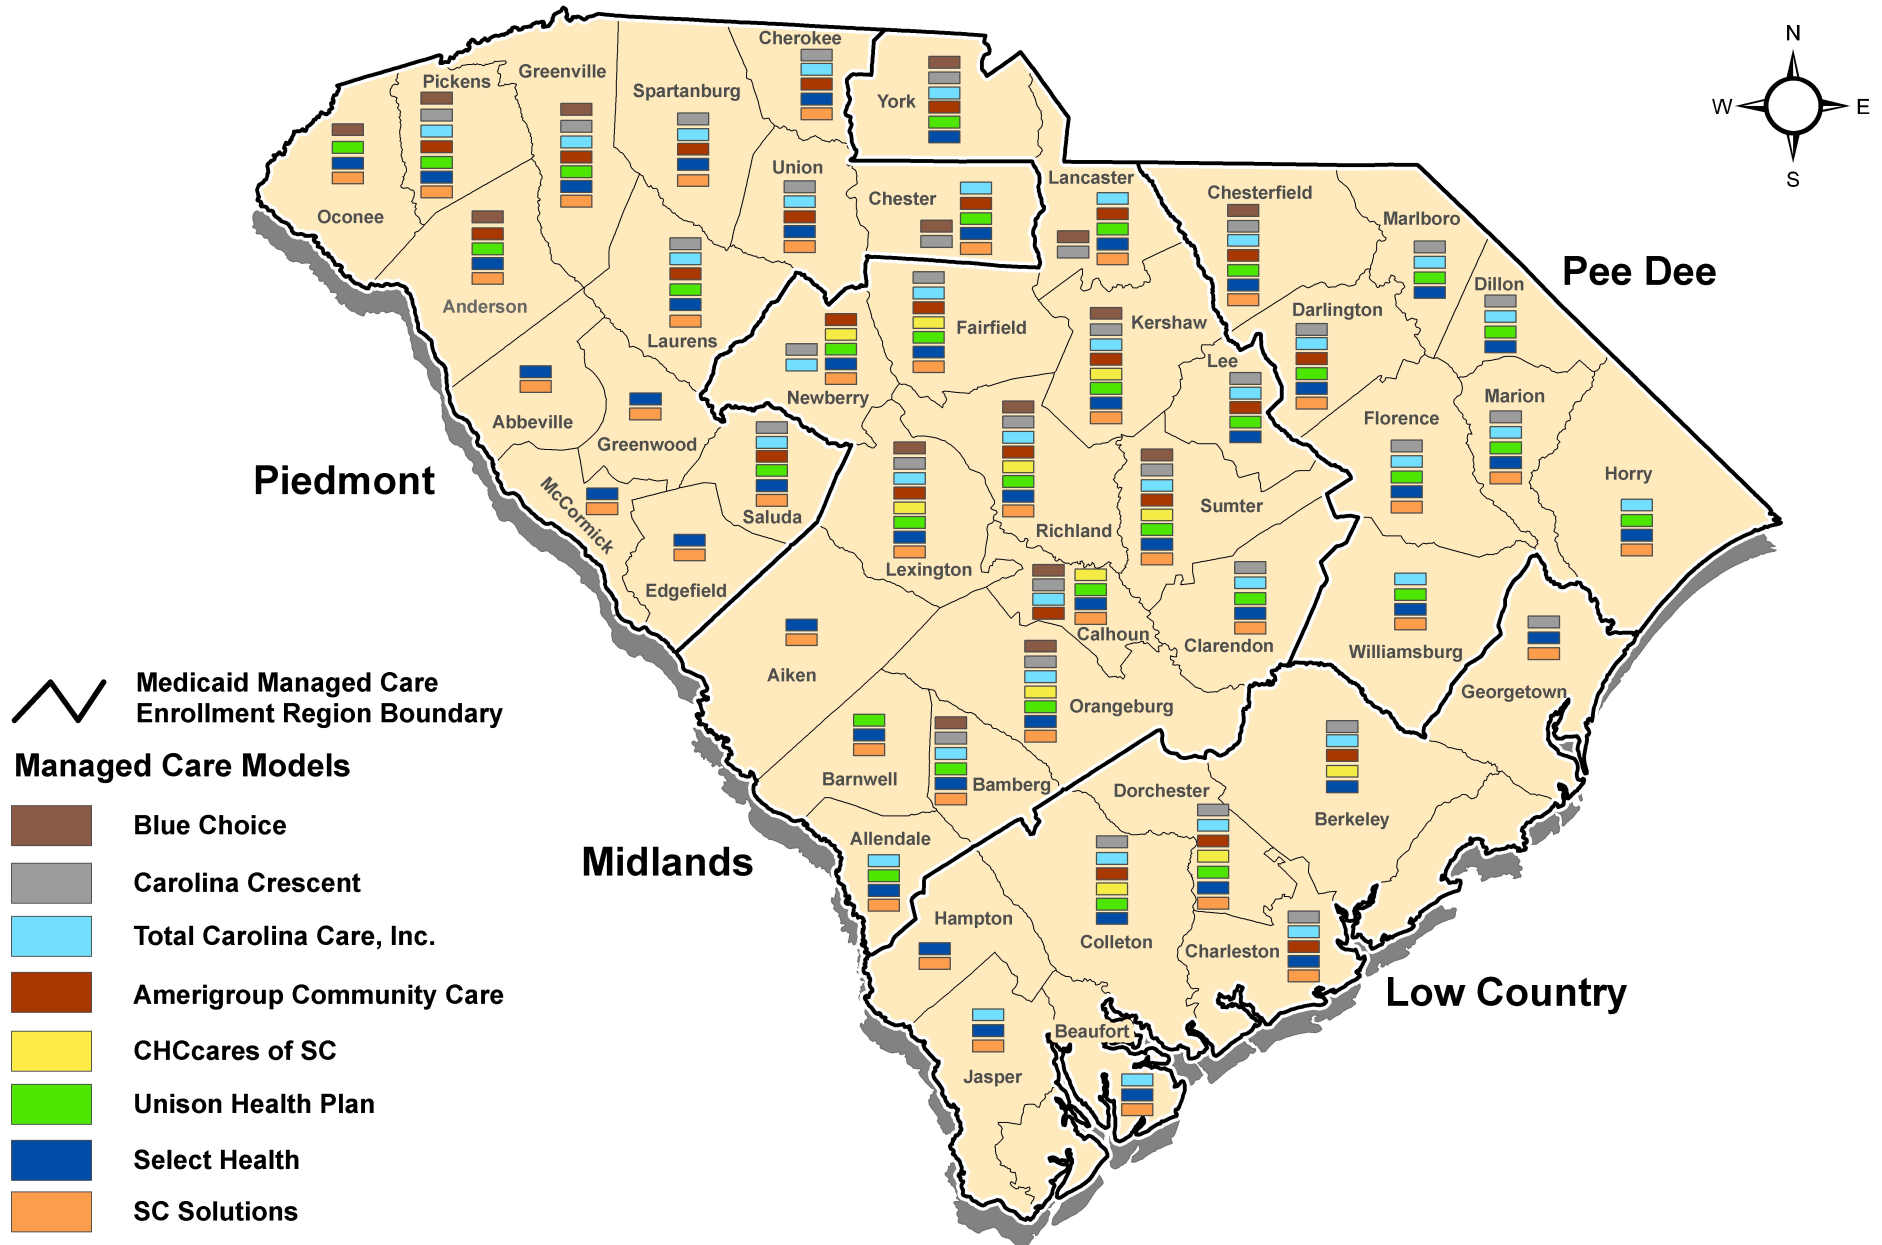 N
W
E
S
Cherokee
Pickens
Greenville
Spartanburg
York
Oconee
Union
Chester
Lancaster
Chesterfield
Marlboro
Pee Dee
Dillon
Anderson
Laurens
Fairfield
Kershaw
Darlington
Lee
Newberry
Marion
Abbeville
Greenwood
Florence
Piedmont
McCormick
Saluda
Horry
Sumter
Richland
Lexington
Edgefield
Calhoun
Clarendon
Williamsburg
Aiken
Georgetown
Orangeburg
Barnwell
Bamberg
Dorchester
Berkeley
Allendale
Midlands
Hampton
Colleton
Charleston
Low Country
Beaufort
Jasper
Medicaid Managed Care
Enrollment Region Boundary
Managed Care Models
Blue Choice
Carolina Crescent
Total Carolina Care, Inc.
Amerigroup Community Care
CHCcares of SC
Unison Health Plan
Select Health
SC Solutions